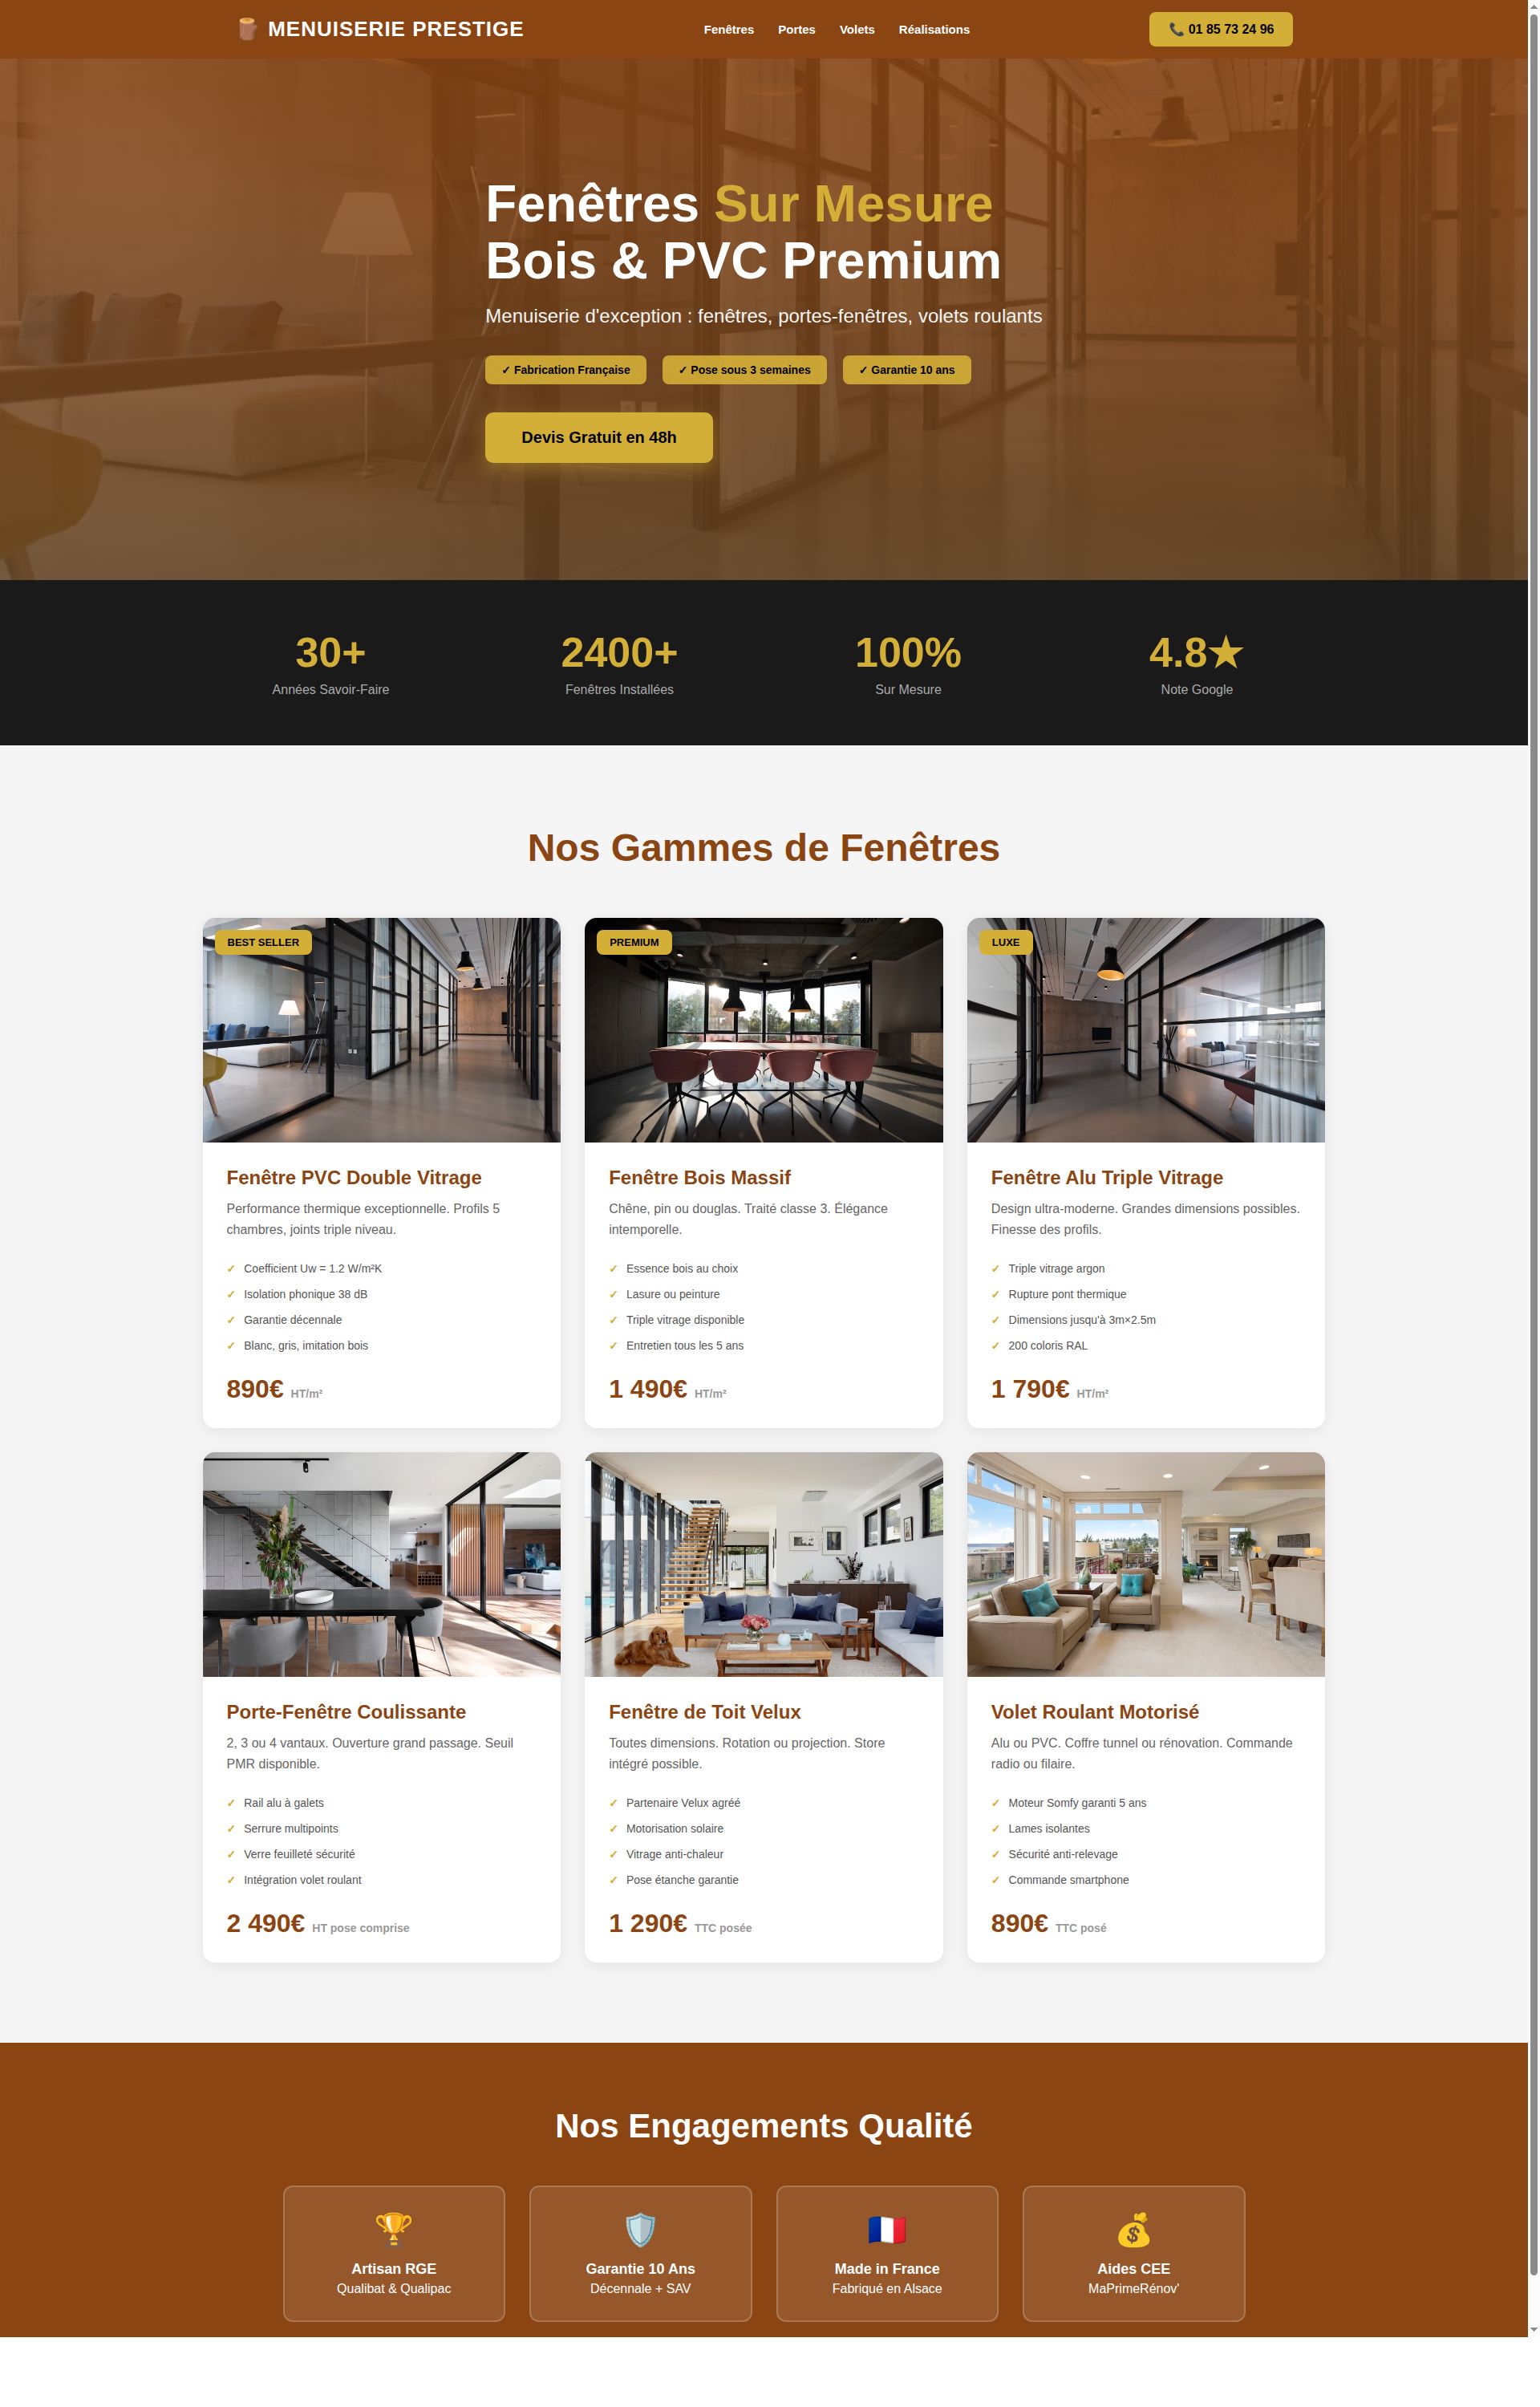 🪵 MENUISERIE PRESTIGE
Fenêtres
Portes
Volets
Réalisations
📞 01 85 73 24 96
Fenêtres Sur Mesure
Bois & PVC Premium
Menuiserie d'exception : fenêtres, portes-fenêtres, volets roulants
✓ Fabrication Française
✓ Pose sous 3 semaines
✓ Garantie 10 ans
Devis Gratuit en 48h
30+
Années Savoir-Faire
2400+
Fenêtres Installées
100%
Sur Mesure
4.8★
Note Google
Nos Gammes de Fenêtres
BEST SELLER
Fenêtre PVC Double Vitrage
Performance thermique exceptionnelle. Profils 5
chambres, joints triple niveau.
✓ Coefficient Uw = 1.2 W/m²K
✓ Isolation phonique 38 dB
✓ Garantie décennale
✓ Blanc, gris, imitation bois
890€ HT/m²
PREMIUM
Fenêtre Bois Massif
Chêne, pin ou douglas. Traité classe 3. Élégance
intemporelle.
✓ Essence bois au choix
✓ Lasure ou peinture
✓ Triple vitrage disponible
✓ Entretien tous les 5 ans
1 490€ HT/m²
LUXE
Fenêtre Alu Triple Vitrage
Design ultra-moderne. Grandes dimensions possibles.
Finesse des profils.
✓ Triple vitrage argon
✓ Rupture pont thermique
✓ Dimensions jusqu'à 3m×2.5m
✓ 200 coloris RAL
1 790€ HT/m²
Porte-Fenêtre Coulissante
2, 3 ou 4 vantaux. Ouverture grand passage. Seuil
PMR disponible.
✓ Rail alu à galets
✓ Serrure multipoints
✓ Verre feuilleté sécurité
✓ Intégration volet roulant
2 490€ HT pose comprise
Fenêtre de Toit Velux
Toutes dimensions. Rotation ou projection. Store
intégré possible.
✓ Partenaire Velux agréé
✓ Motorisation solaire
✓ Vitrage anti-chaleur
✓ Pose étanche garantie
1 290€ TTC posée
Volet Roulant Motorisé
Alu ou PVC. Coffre tunnel ou rénovation. Commande
radio ou filaire.
✓ Moteur Somfy garanti 5 ans
✓ Lames isolantes
✓ Sécurité anti-relevage
✓ Commande smartphone
890€ TTC posé
Nos Engagements Qualité
Artisan RGE
Qualibat & Qualipac
Garantie 10 Ans
Décennale + SAV
Made in France
Fabriqué en Alsace
Aides CEE
MaPrimeRénov'